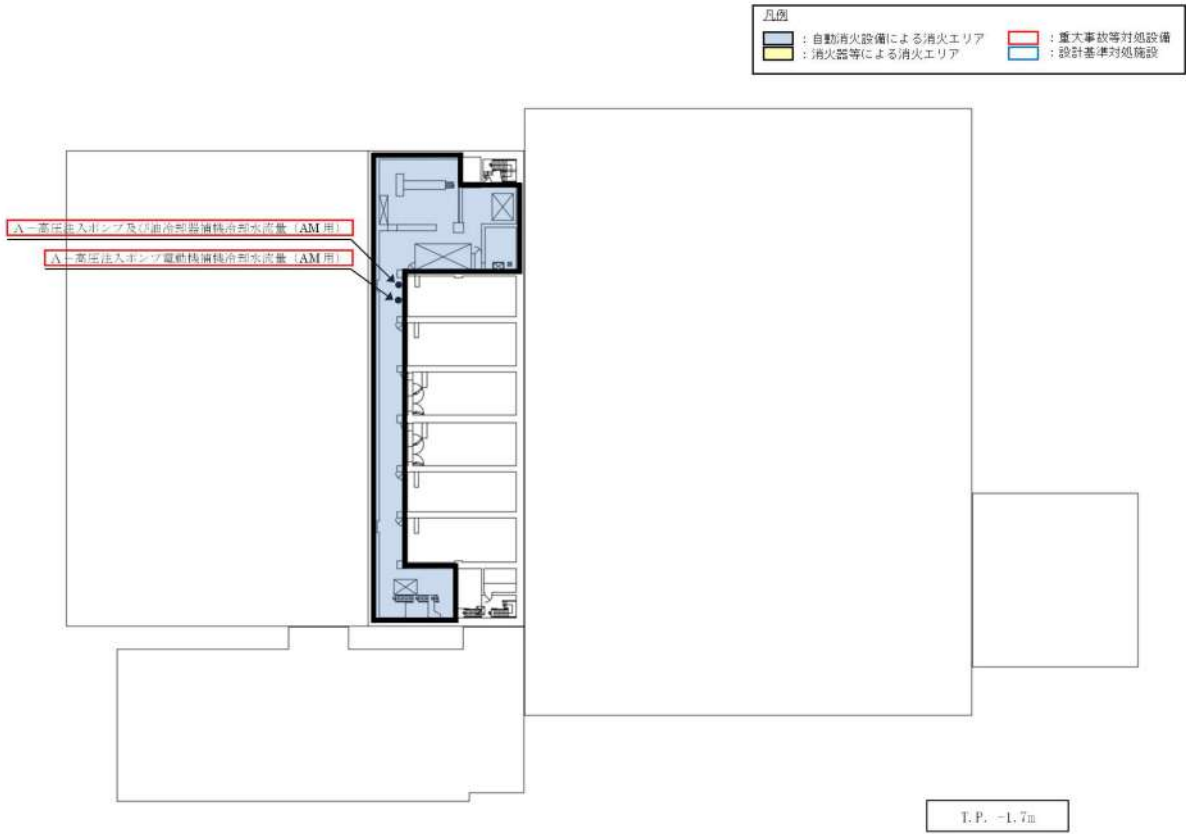 凡例
：自動消火設備による消火エリア
：重大事故等対処設備
：消火器等による消火エリア
：設計基準対処施設
A－高圧注入ポンプ及び油冷却器補機冷却水流量（AM用）
A－高圧注入ポンプ電動機補機冷却水流量（AM用）
T.P. -1.7m